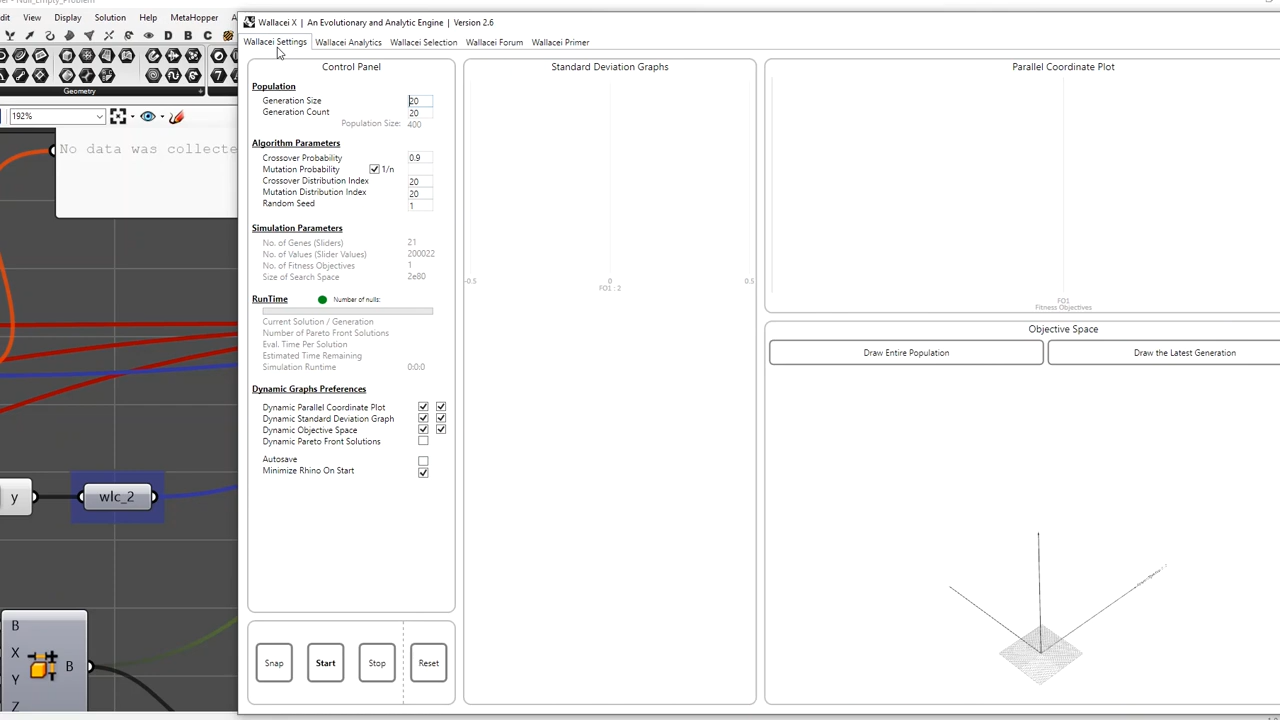 - Null_Empty_Problem
dit View Display Solution Help MetaHopper
D B C
Geometry
192%
No data was collecte
y
wlc_2
B
X
Y
Z
B
Wallacei X | An Evolutionary and Analytic Engine | Version 2.6
Wallacei Settings Wallacei Analytics Wallacei Selection Wallacei Forum Wallacei Primer
Control Panel
Population
Generation Size 20
Generation Count 20
Population Size: 400
Algorithm Parameters
Crossover Probability 0.9
Mutation Probability 1/n
Crossover Distribution Index 20
Mutation Distribution Index 20
Random Seed 1
Simulation Parameters
No. of Genes (Sliders) 21
No. of Values (Slider Values) 200022
No. of Fitness Objectives 1
Size of Search Space 2e80
RunTime Number of nulls:
Current Solution / Generation
Number of Pareto Front Solutions
Eval. Time Per Solution
Estimated Time Remaining
Simulation Runtime 0:0:0
Dynamic Graphs Preferences
Dynamic Parallel Coordinate Plot
Dynamic Standard Deviation Graph
Dynamic Objective Space
Dynamic Pareto Front Solutions
Autosave
Minimize Rhino On Start
Snap Start Stop Reset
Standard Deviation Graphs
-0.5 0 0.5
FO1 : 2
Parallel Coordinate Plot
FO1
Fitness Objectives
Objective Space
Draw Entire Population Draw the Latest Generation